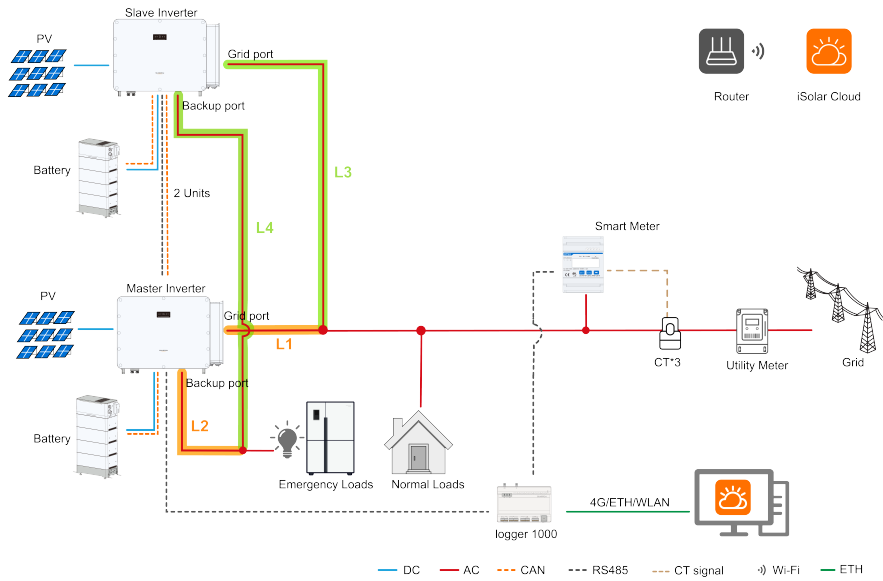 Slave Inverter
PV
Grid port
Backup port
Battery
2 Units
L3
L4
Router
iSolar Cloud
Smart Meter
Master Inverter
PV
Grid port
L1
Backup port
L2
Battery
CT*3
Utility Meter
Grid
Emergency Loads
Normal Loads
logger 1000
4G/ETH/WLAN
DC
AC
CAN
RS485
CT signal
Wi-Fi
ETH